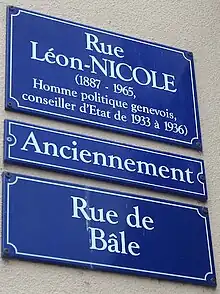 Rue
Léon-NICOLE
(1887 - 1965,
Homme politique genevois,
conseiller d'Etat de 1933 à 1936)
Anciennement
Rue de
Bâle